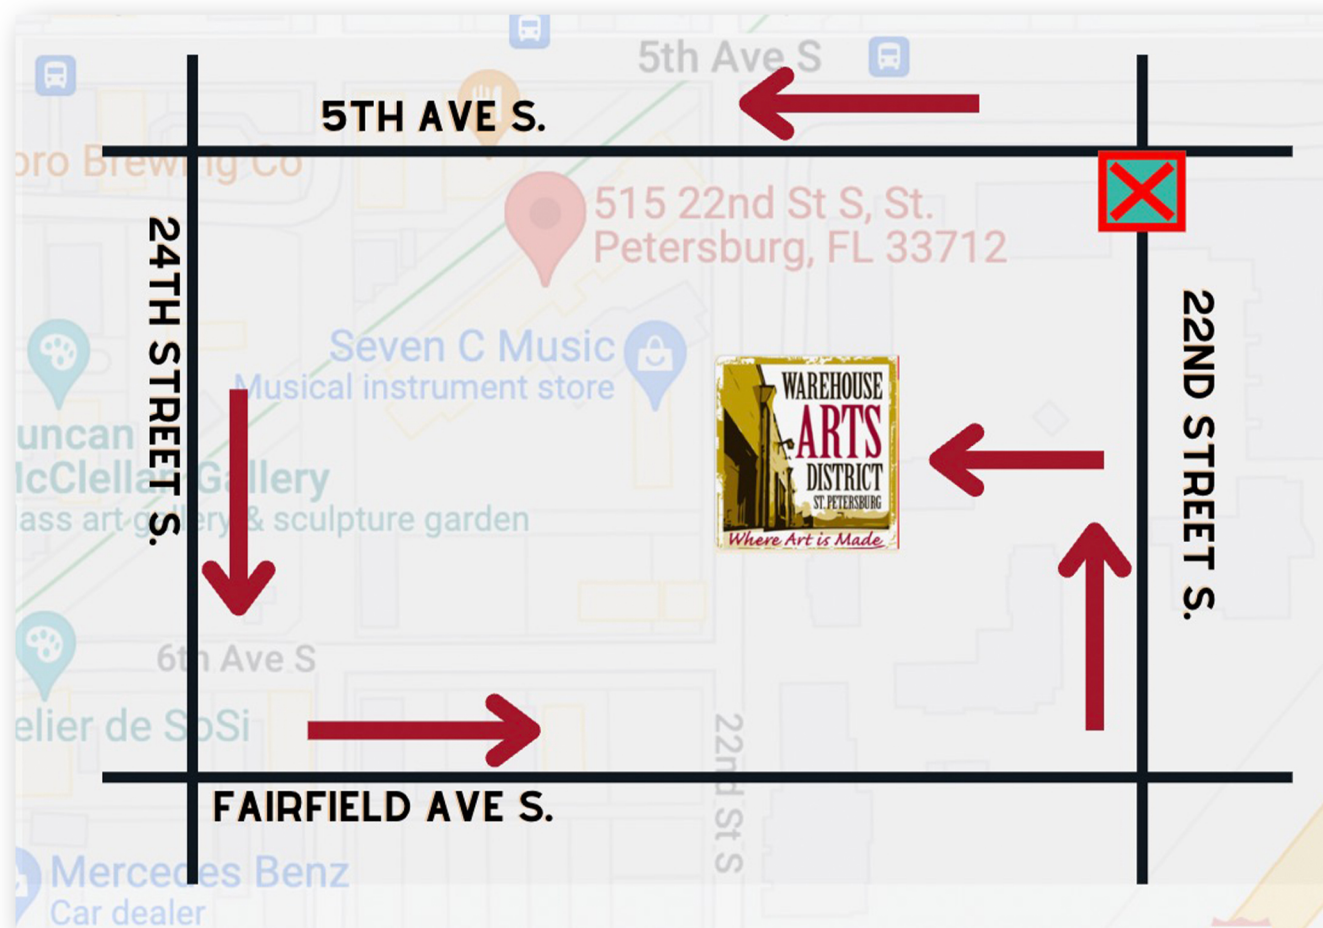 5th Ave S
5TH AVE S.
oro Brewing Co
515 22nd St S, St.
Petersburg, FL 33712
24TH STREET S.
22ND STREET S.
Seven C Music
Musical instrument store
WAREHOUSE
ARTS
DISTRICT
ST. PETERSBURG
Where Art is Made
uncan
McClellan Gallery
lass art gallery & sculpture garden
6th Ave S
elier de SoSi
22nd St S
FAIRFIELD AVE S.
Mercedes Benz
Car dealer